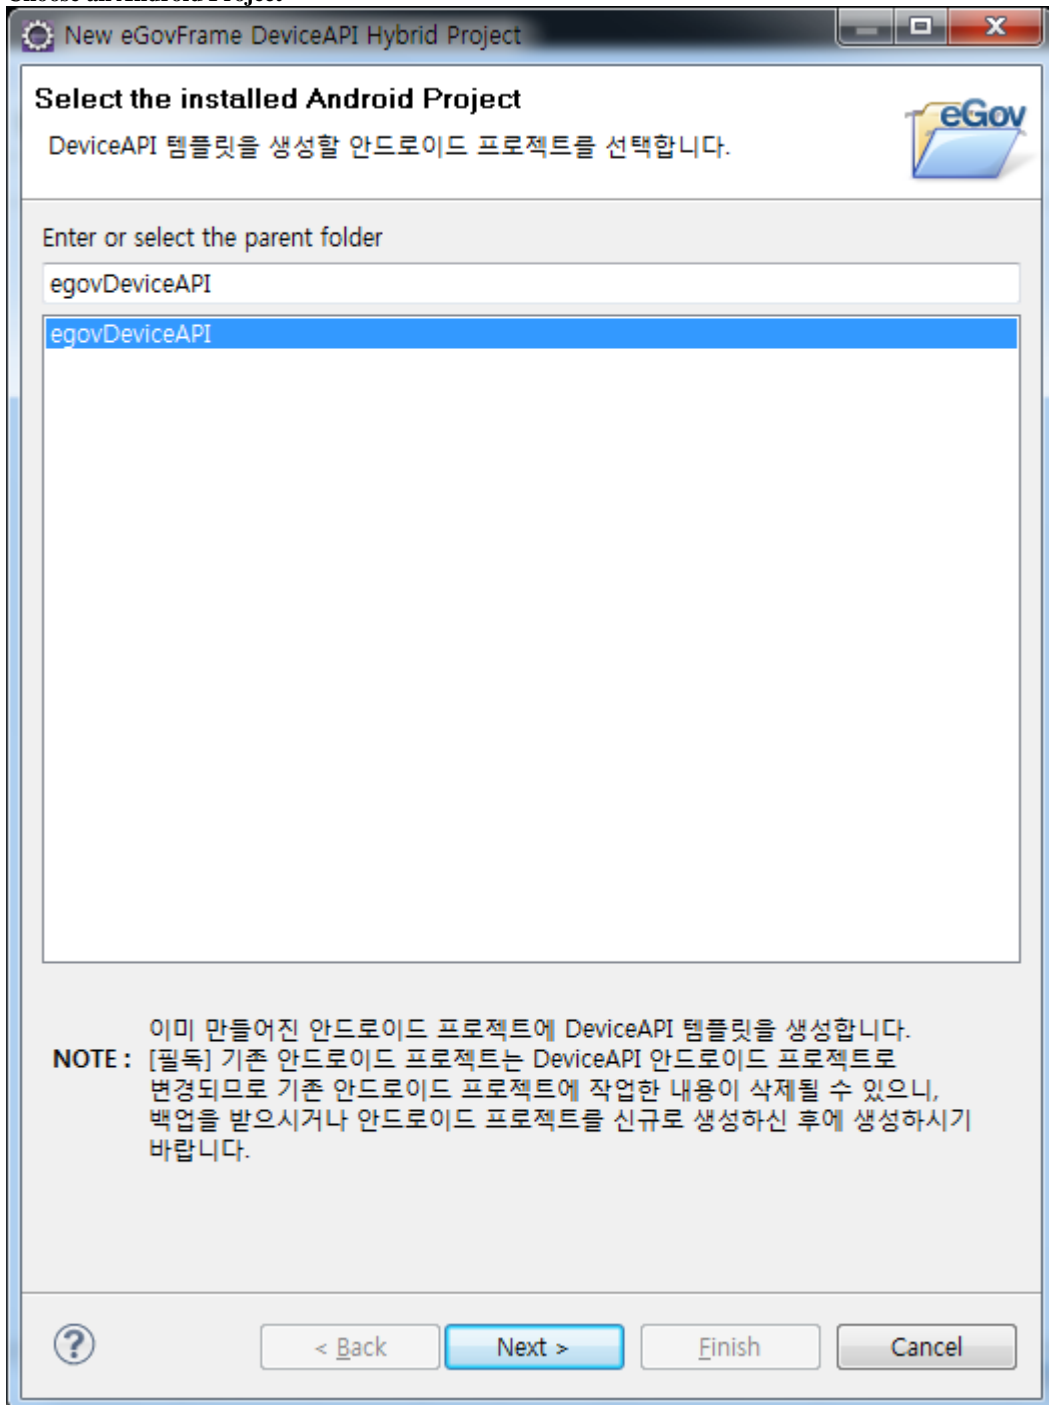 Choose an Android Project
New eGovFrame DeviceAPI Hybrid Project
Select the installed Android Project
eGov
DeviceAPI 템플릿을 생성할 안드로이드 프로젝트를 선택합니다.
Enter or select the parent folder
egovDeviceAPI
egovDeviceAPI
이미 만들어진 안드로이드 프로젝트에 DeviceAPI 템플릿을 생성합니다.
NOTE : [필독] 기존 안드로이드 프로젝트는 DeviceAPI 안드로이드 프로젝트로
변경되므로 기존 안드로이드 프로젝트에 작업한 내용이 삭제될 수 있으니,
백업을 받으시거나 안드로이드 프로젝트를 신규로 생성하신 후에 생성하시기
바랍니다.
< Back Next > Finish Cancel